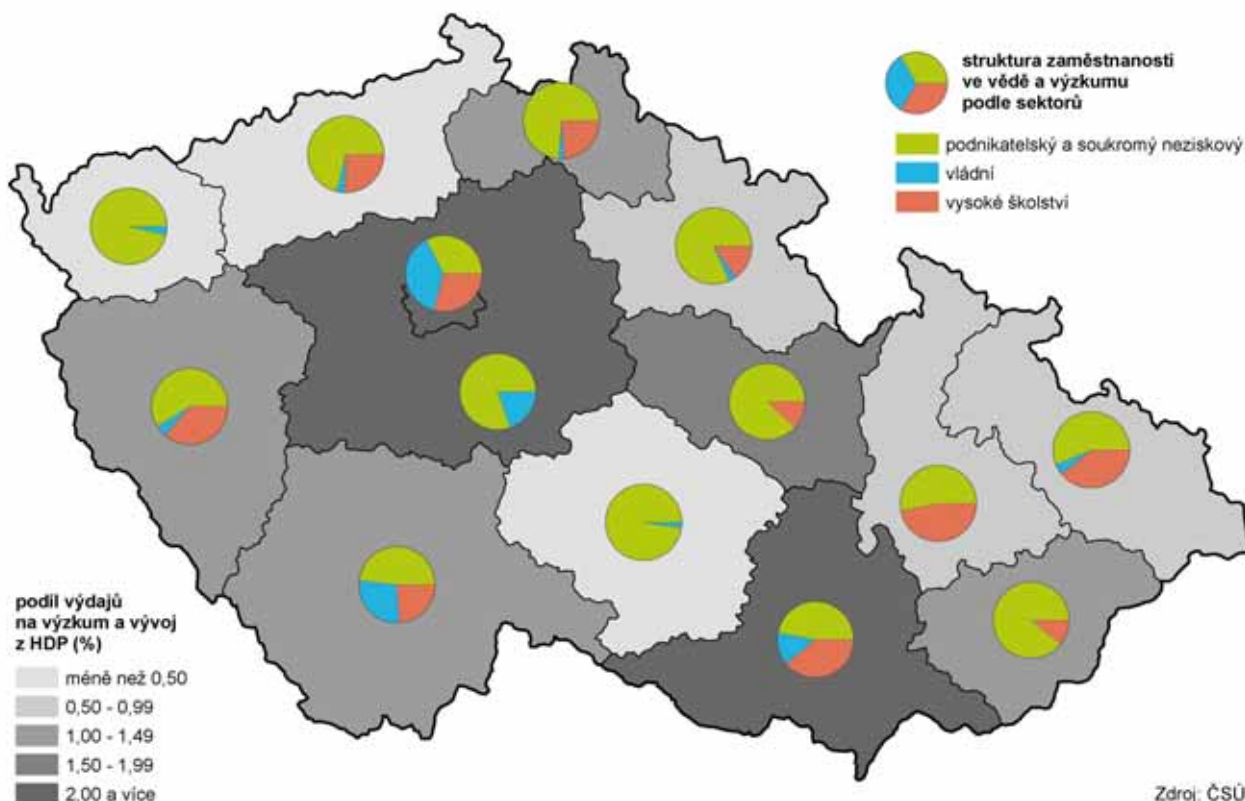 struktura zaměstnanosti
ve vědě a výzkumu
podle sektorů
podnikatelský a soukromý neziskový
vládní
vysoké školství
podíl výdajů
na výzkum a vývoj
z HDP (%)
méně než 0,50
0,50 - 0,99
1,00 - 1,49
1,50 - 1,99
2,00 a více
Zdroj: ČSÚ